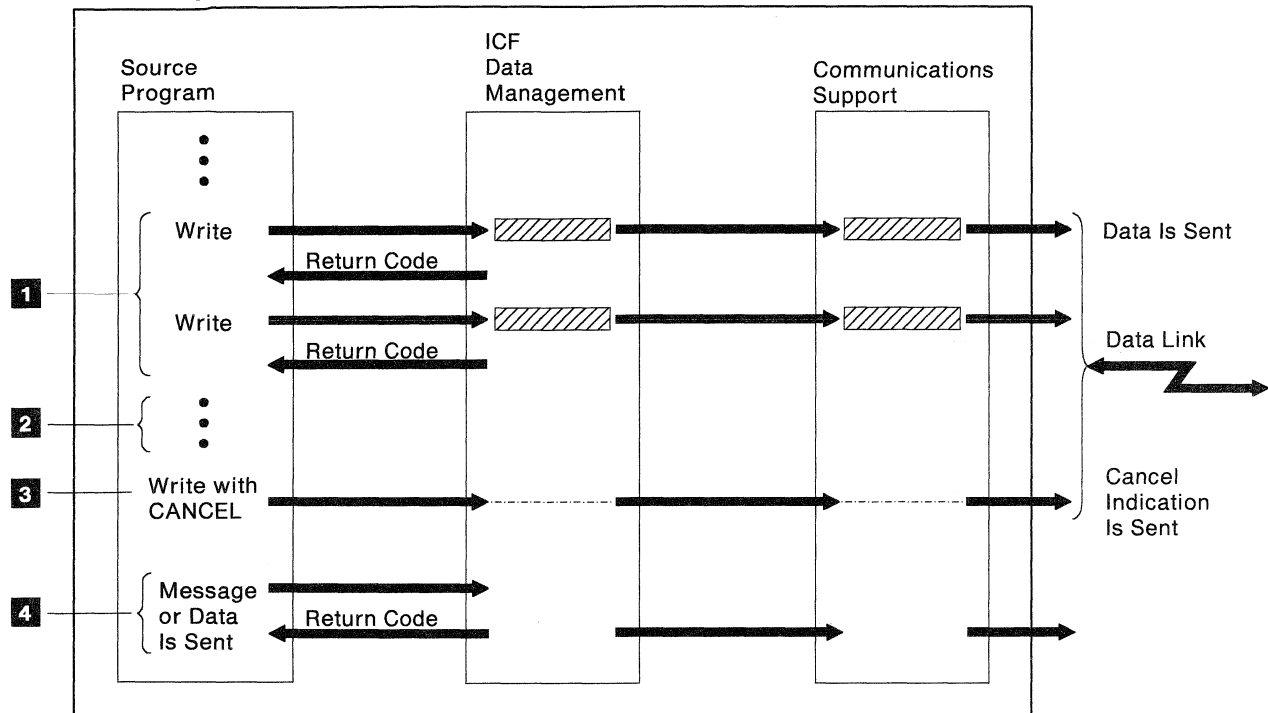 Source
Program
ICF
Data
Management
Communications
Support
Write
Return Code
Data Is Sent
1
Write
Return Code
Data Link
2
3
Write with
CANCEL
Cancel
Indication
Is Sent
4
Message
or Data
Is Sent
Return Code